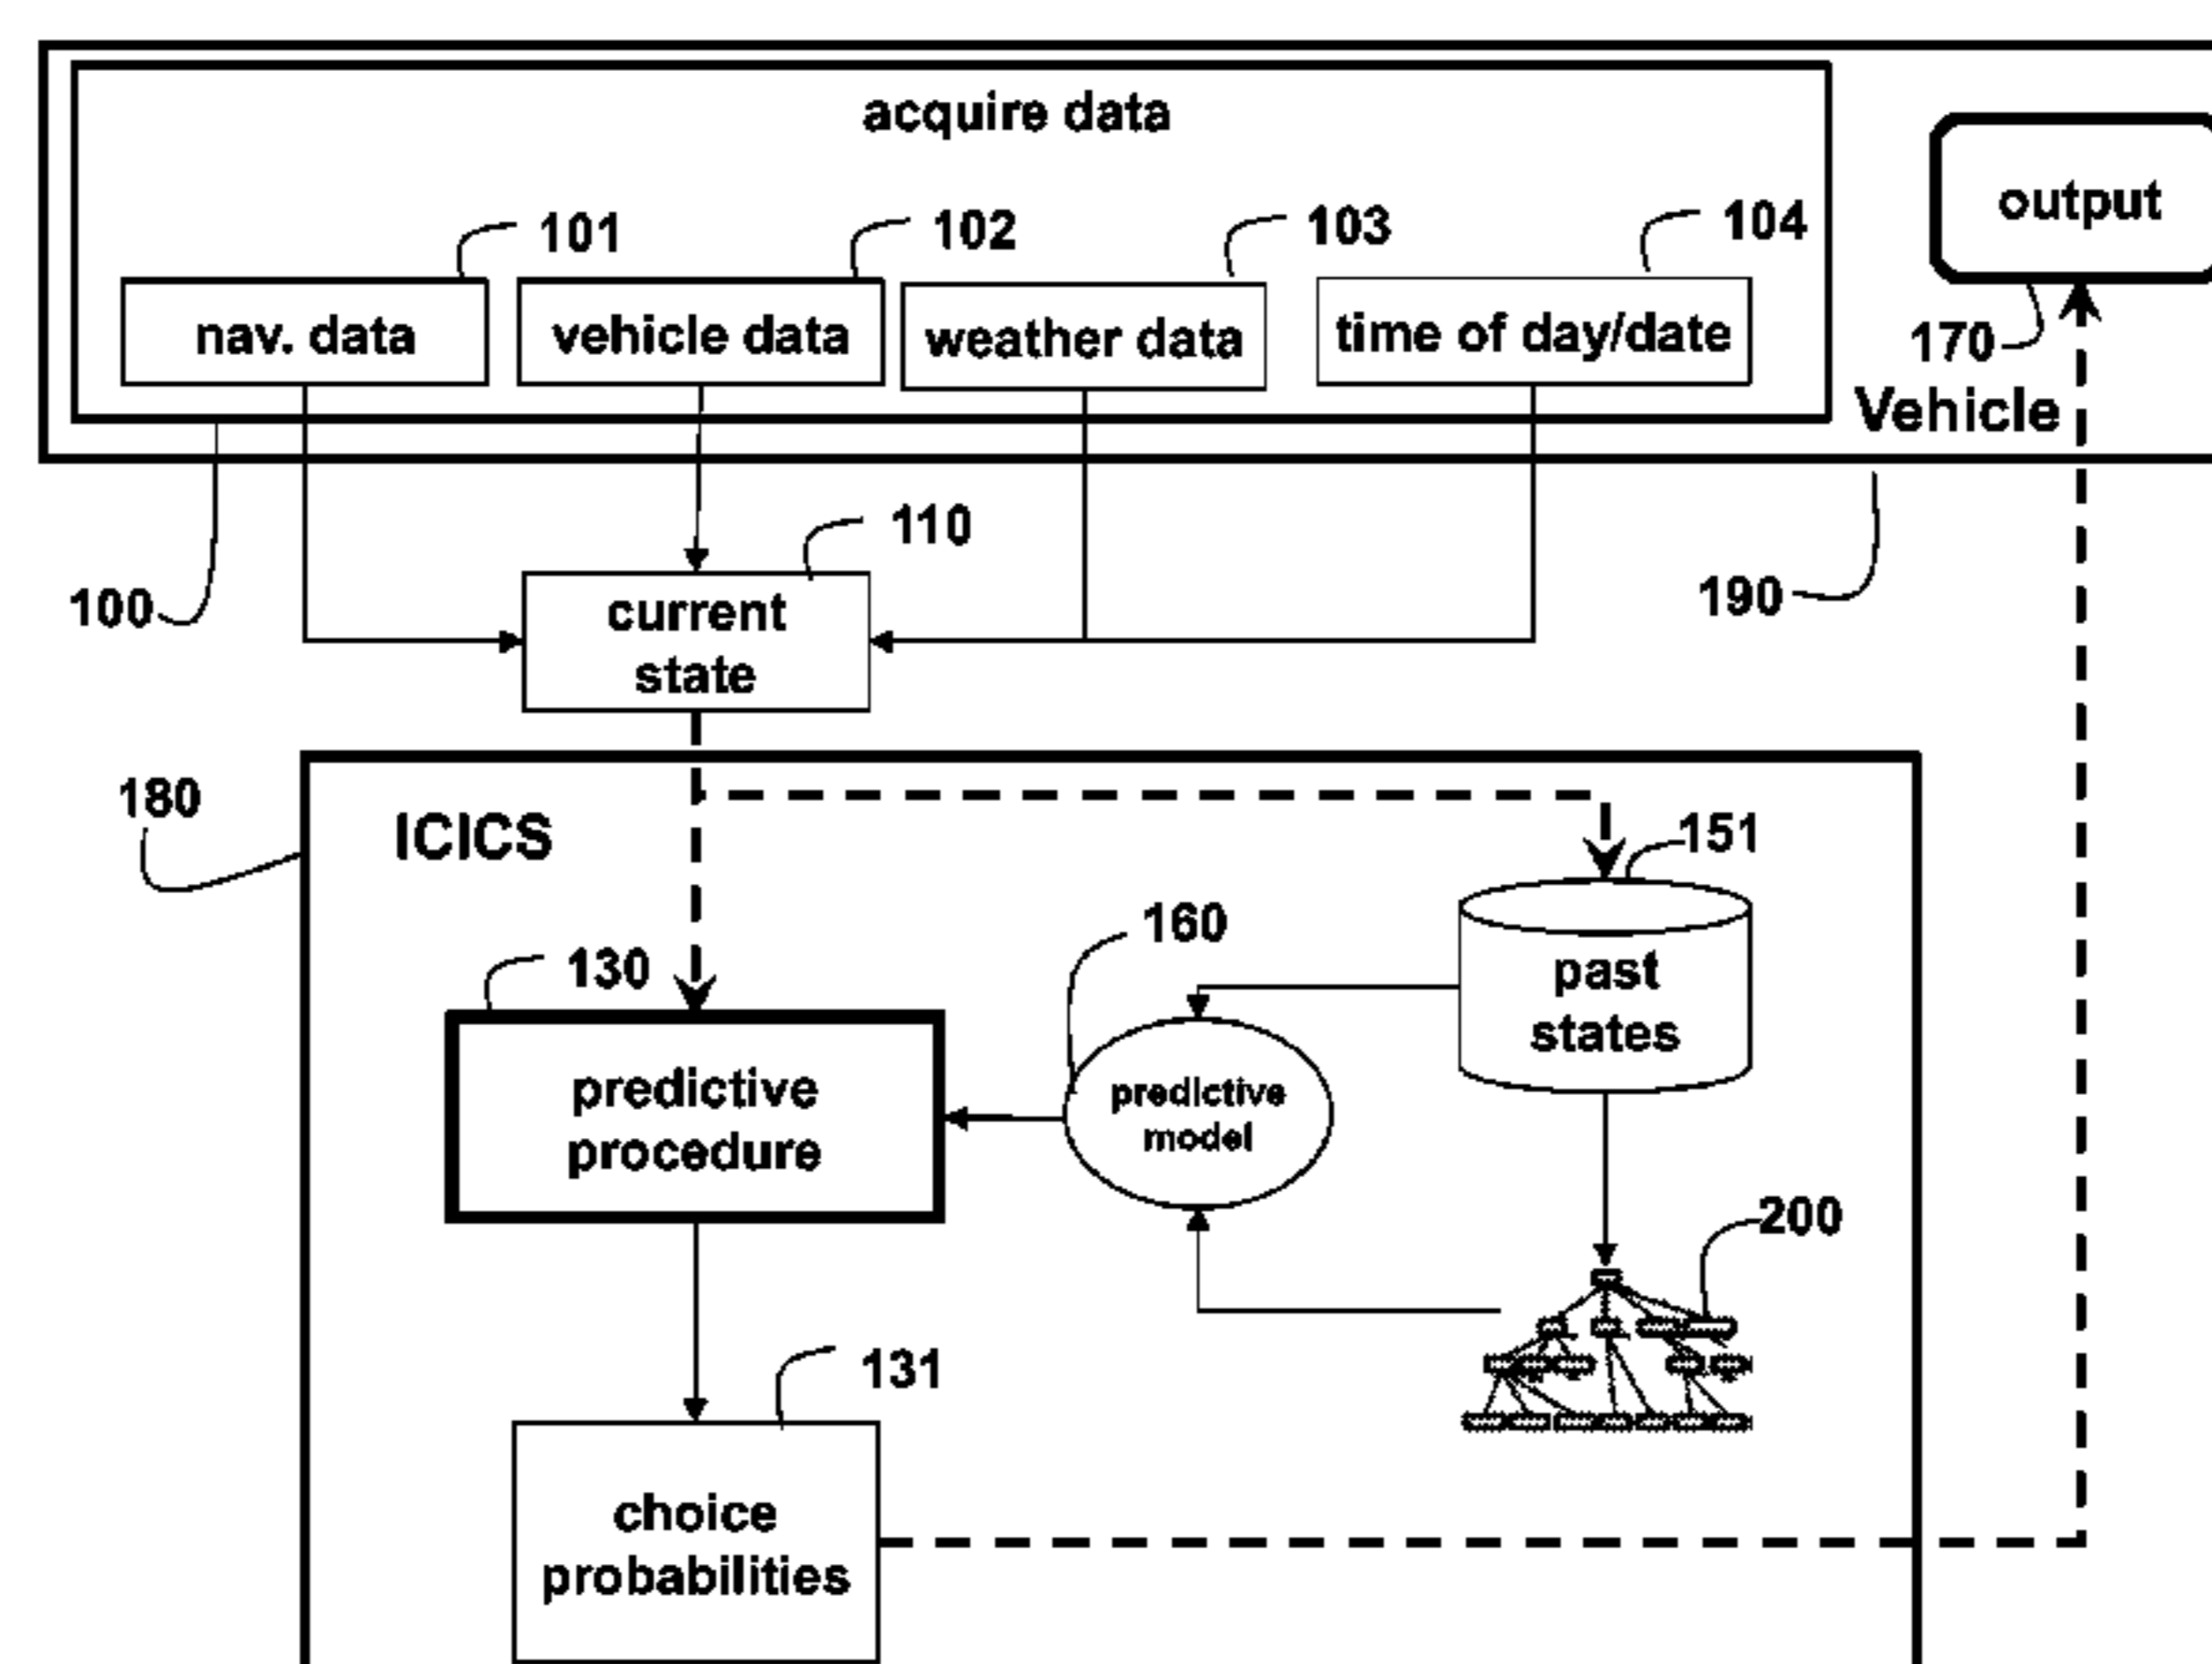 acquire data
101
102
103
104
output
nav. data
vehicle data
weather data
time of day/date
170
Vehicle
110
100
current
state
190
180
ICICS
151
160
130
past
states
predictive
procedure
predictive
model
200
131
choice
probabilities